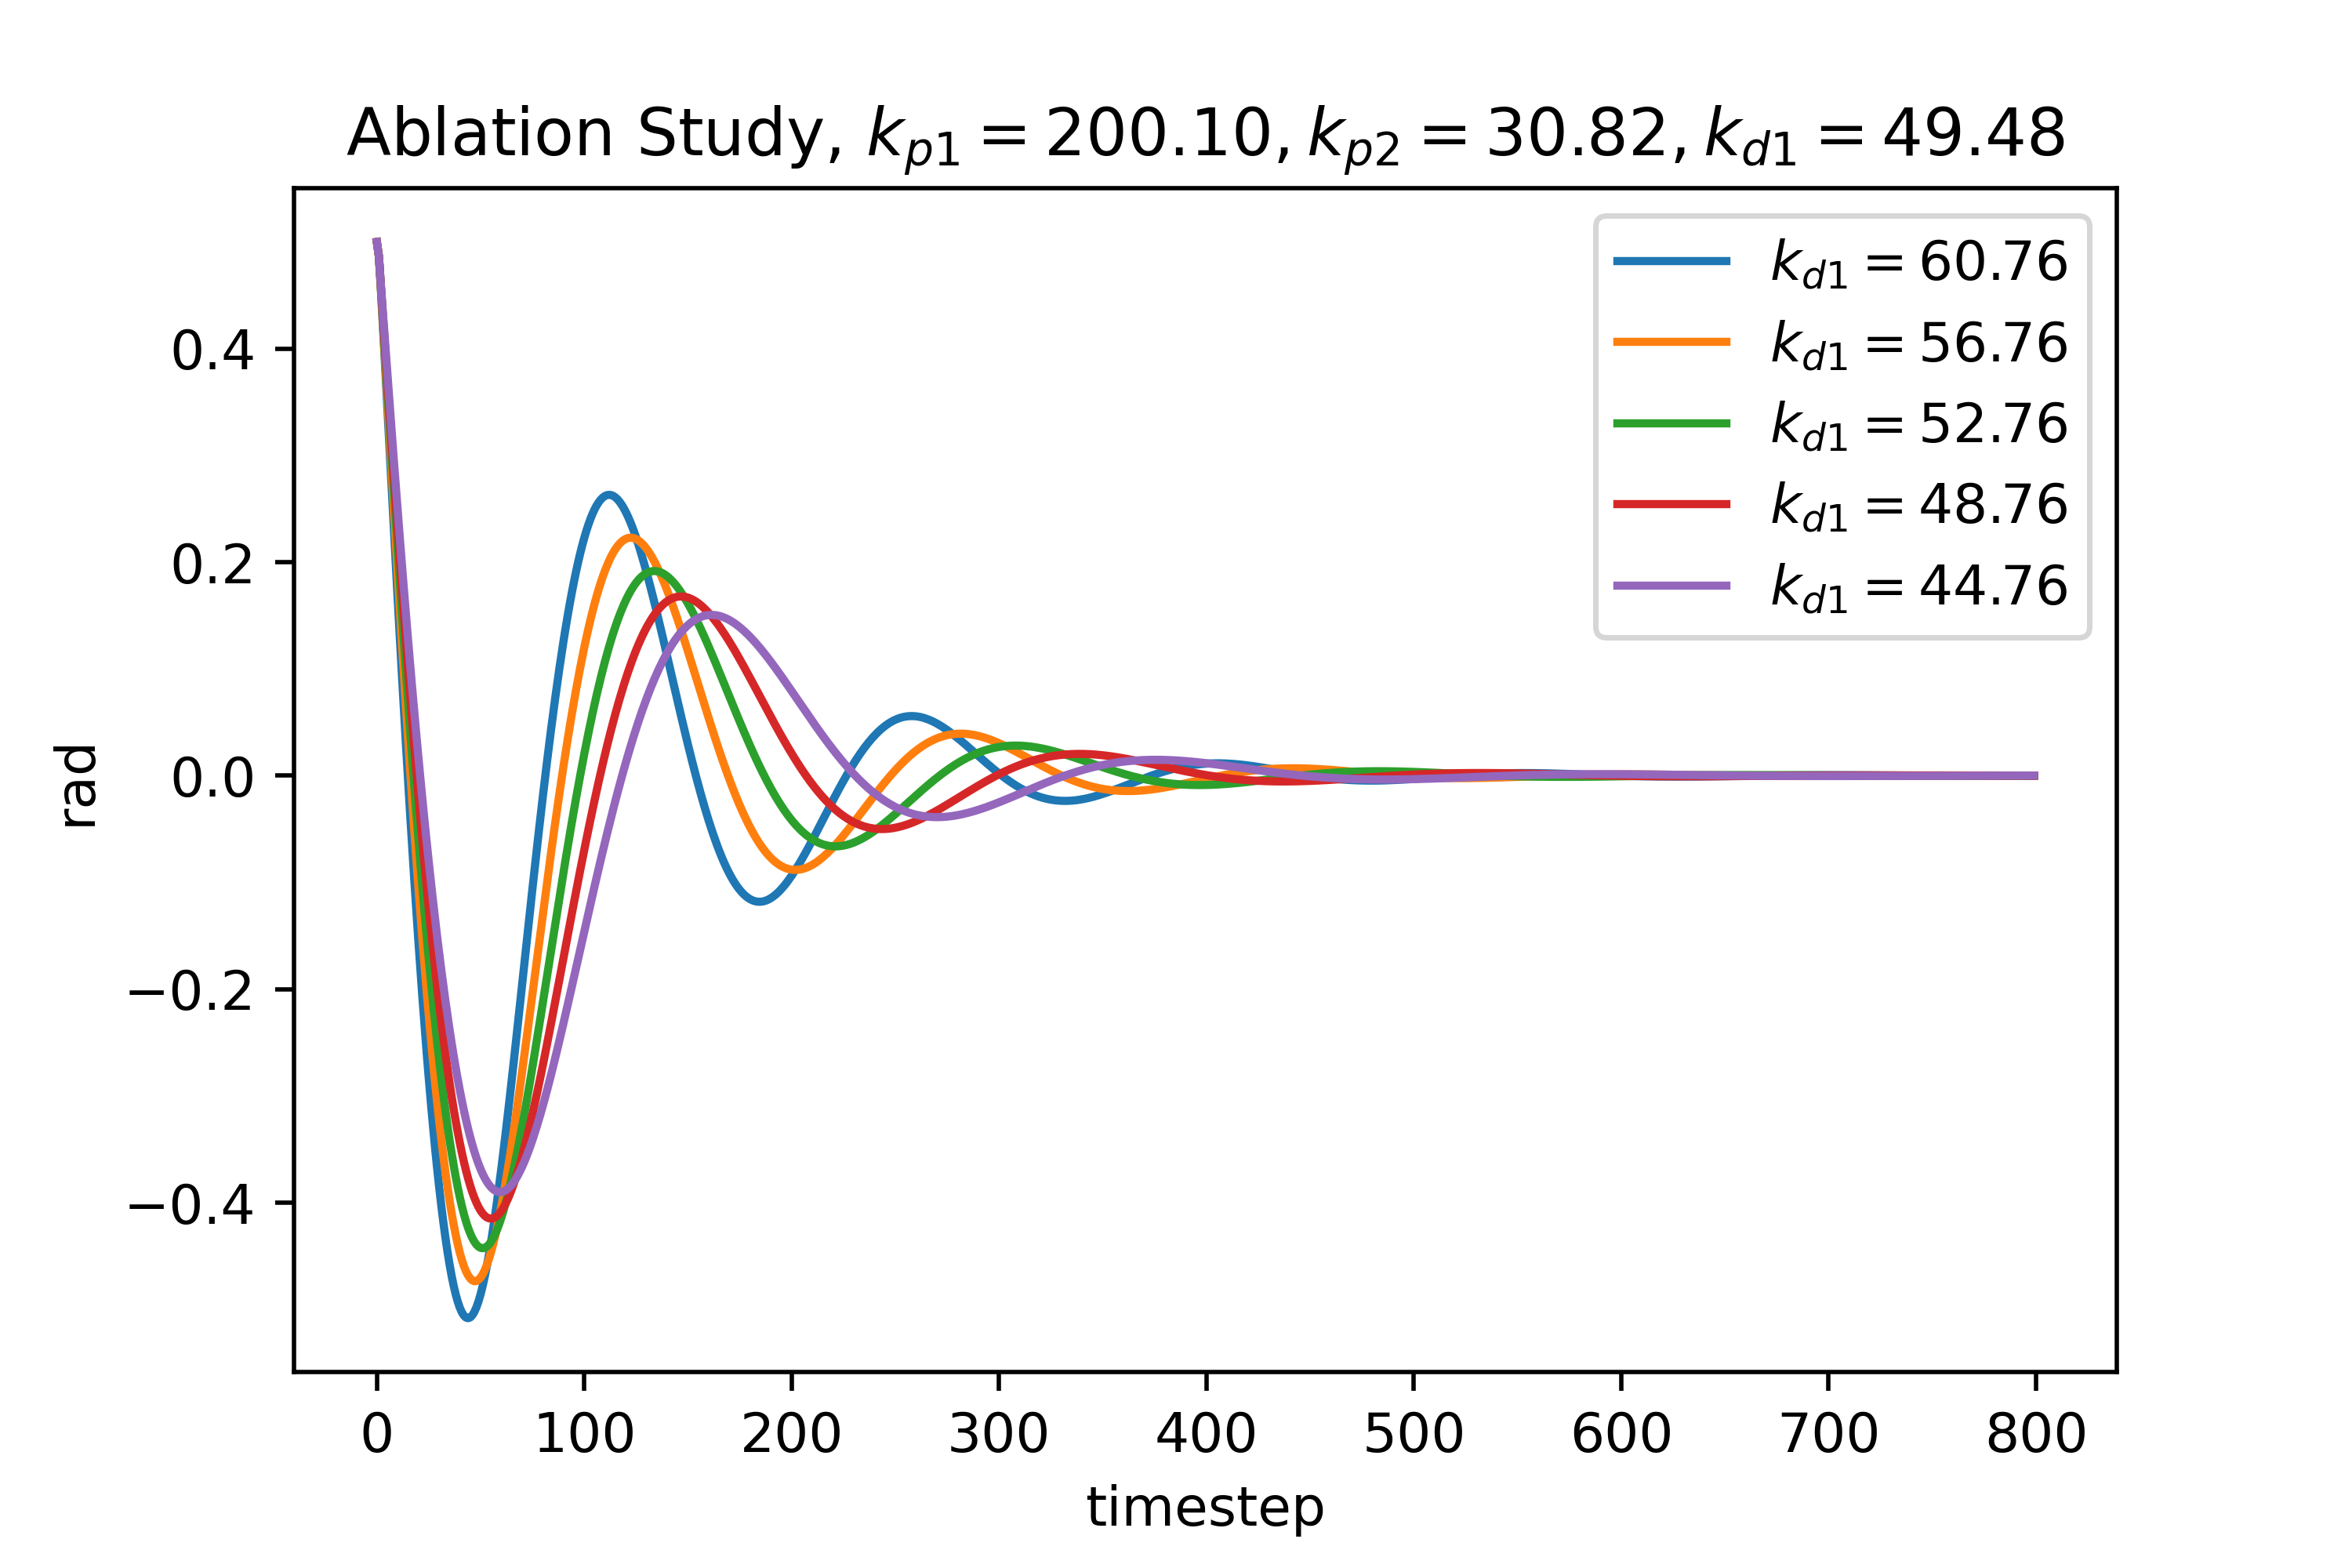 Ablation Study, k_{p1} = 200.10, k_{p2} = 30.82, k_{d1} = 49.48
k_{d1} = 60.76
k_{d1} = 56.76
k_{d1} = 52.76
k_{d1} = 48.76
k_{d1} = 44.76
0.4
0.2
0.0
−0.2
−0.4
rad
0 100 200 300 400 500 600 700 800
timestep